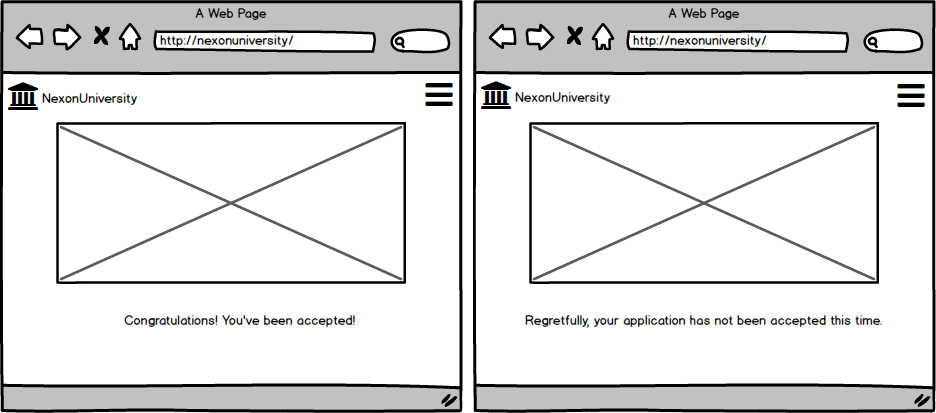 A Web Page
http://nexonuniversity/
NexonUniversity
Congratulations! You've been accepted!
A Web Page
http://nexonuniversity/
NexonUniversity
Regretfully, your application has not been accepted this time.